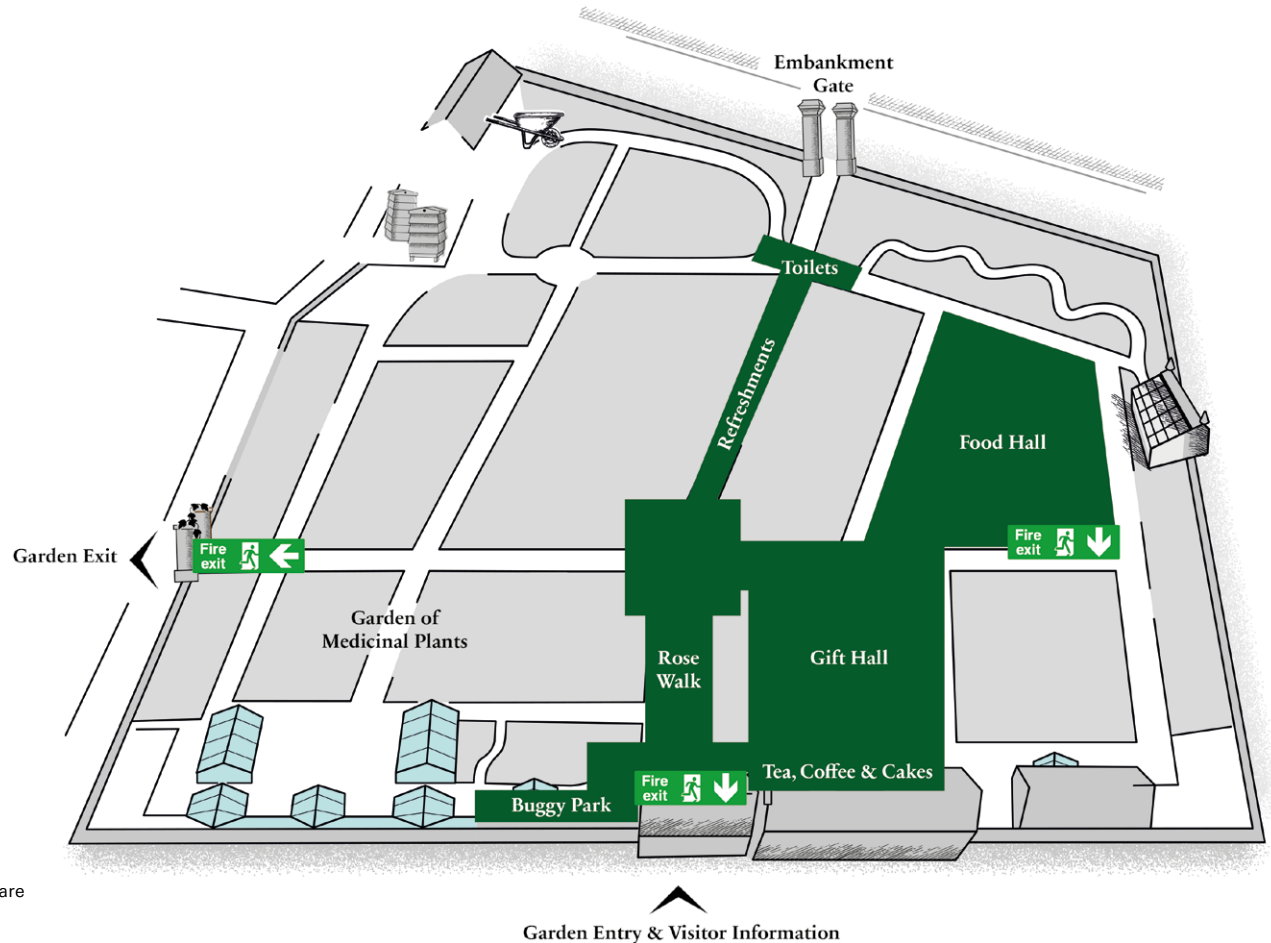 Embankment
Gate
Toilets
Refreshments
Food Hall
Fire
exit
Garden Exit
Fire
exit
Garden of
Medicinal Plants
Rose
Walk
Gift Hall
Tea, Coffee & Cakes
Fire
exit
Buggy Park
are
Garden Entry & Visitor Information